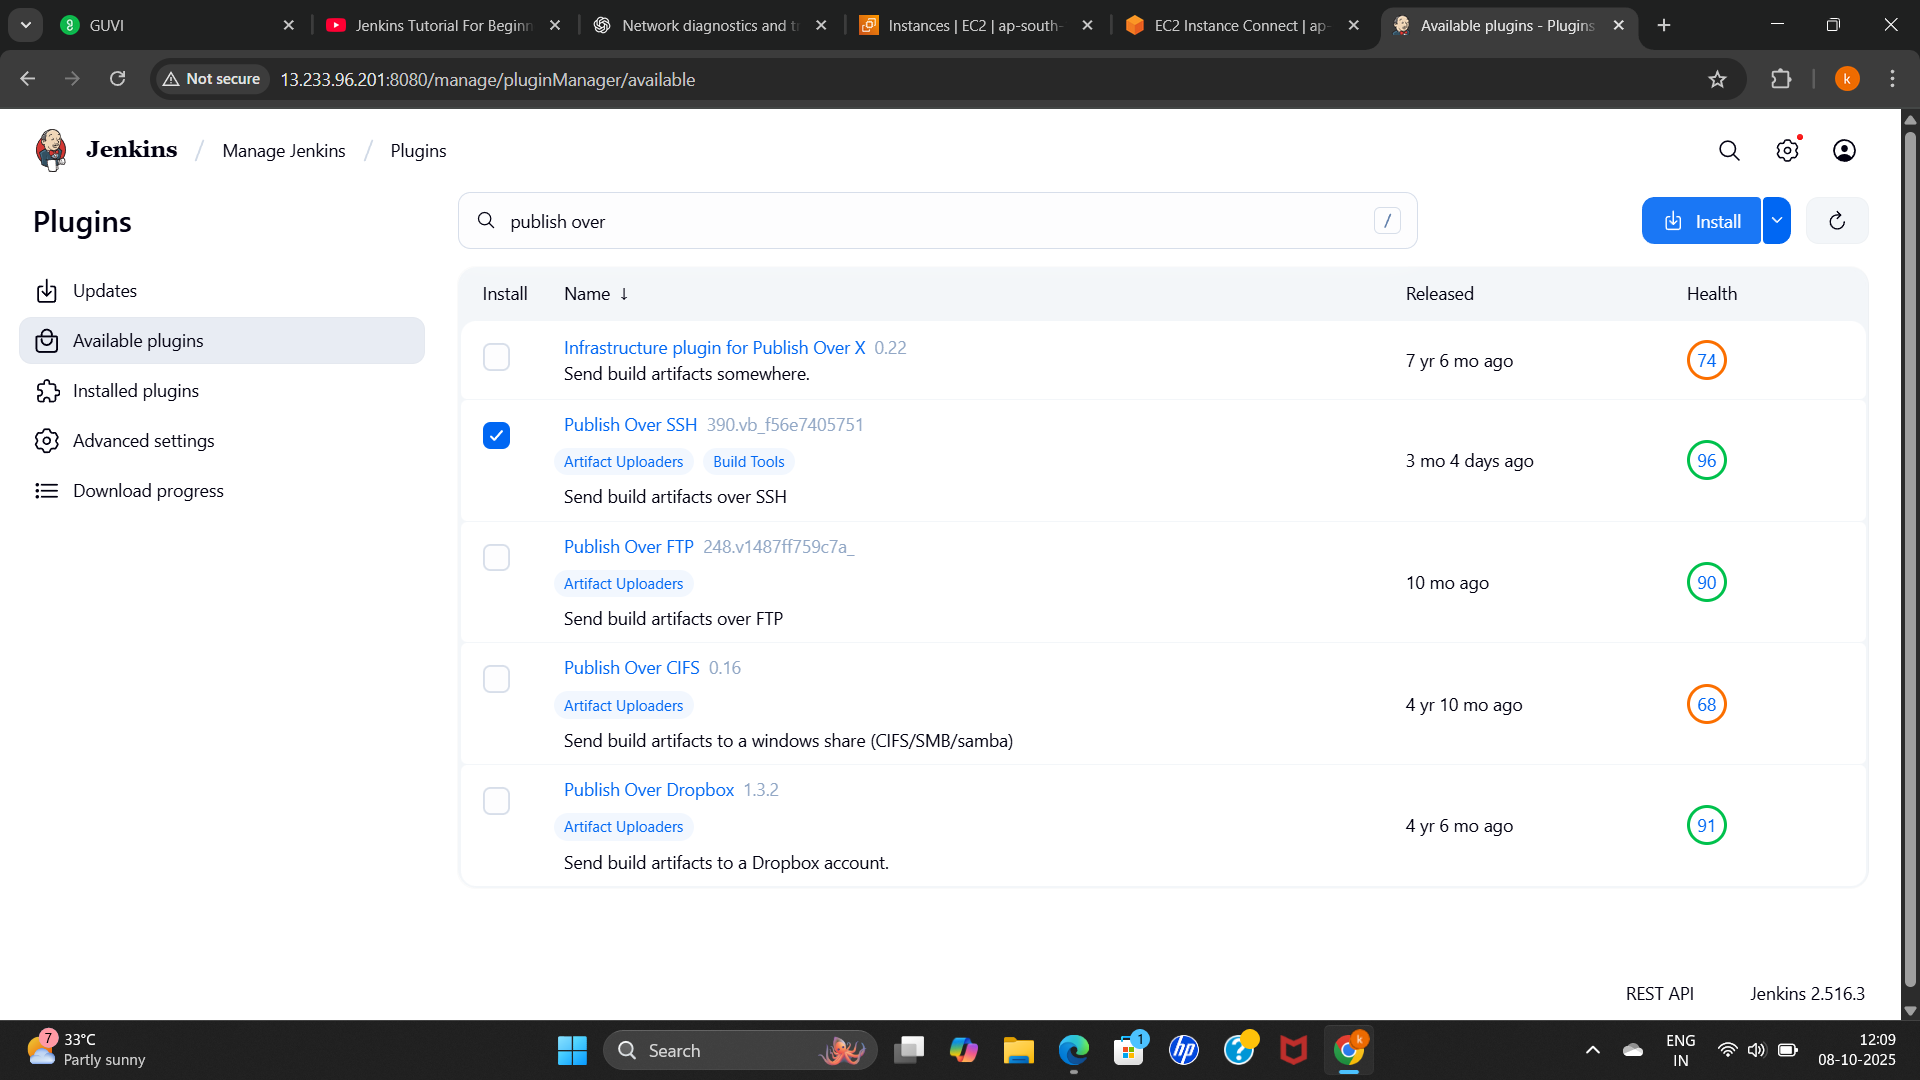 GUVI
Jenkins Tutorial For Beginn
Network diagnostics and tr
Instances | EC2 | ap-south-
EC2 Instance Connect | ap-
Available plugins - Plugins
Not secure
13.233.96.201:8080/manage/pluginManager/available
k
Jenkins / Manage Jenkins / Plugins
Plugins
publish over
/
Install
Updates
Available plugins
Installed plugins
Advanced settings
Download progress
Install Name ↓ Released Health
Infrastructure plugin for Publish Over X 0.22
Send build artifacts somewhere.
7 yr 6 mo ago
74
Publish Over SSH 390.vb_f56e7405751
Artifact Uploaders Build Tools
Send build artifacts over SSH
3 mo 4 days ago
96
Publish Over FTP 248.v1487ff759c7a_
Artifact Uploaders
Send build artifacts over FTP
10 mo ago
90
Publish Over CIFS 0.16
Artifact Uploaders
Send build artifacts to a windows share (CIFS/SMB/samba)
4 yr 10 mo ago
68
Publish Over Dropbox 1.3.2
Artifact Uploaders
Send build artifacts to a Dropbox account.
4 yr 6 mo ago
91
REST API Jenkins 2.516.3
7
33°C
Partly sunny
Search
1
hp
?
k
ENG
IN
12:09
08-10-2025